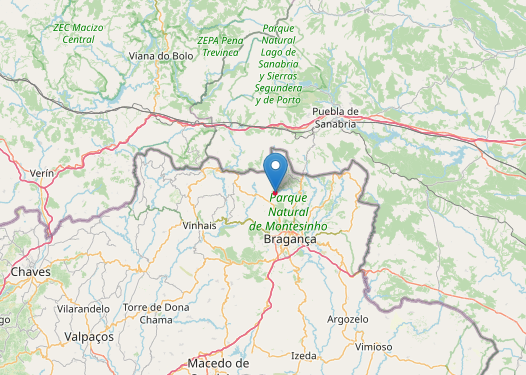 ZEC Macizo
Central
Viana do Bolo
ZEPA Pena
Trevinca
Parque
Natural
Lago de
Sanabria
y Sierras
Segundera
y de Porto
Puebla de
Sanabria
Verín
Parque
Natural
de Montesinho
Vinhais
Bragança
Chaves
Vilarandelo
Torre de Dona
Chama
go
Valpaços
Argozelo
Vimioso
Izeda
Macedo de